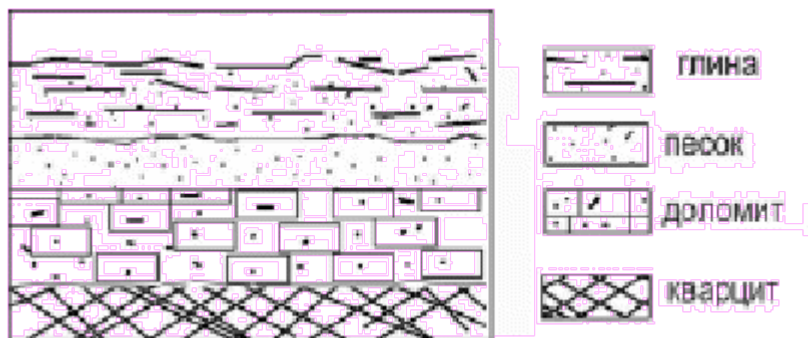 глина
песок
доломит
кварцит